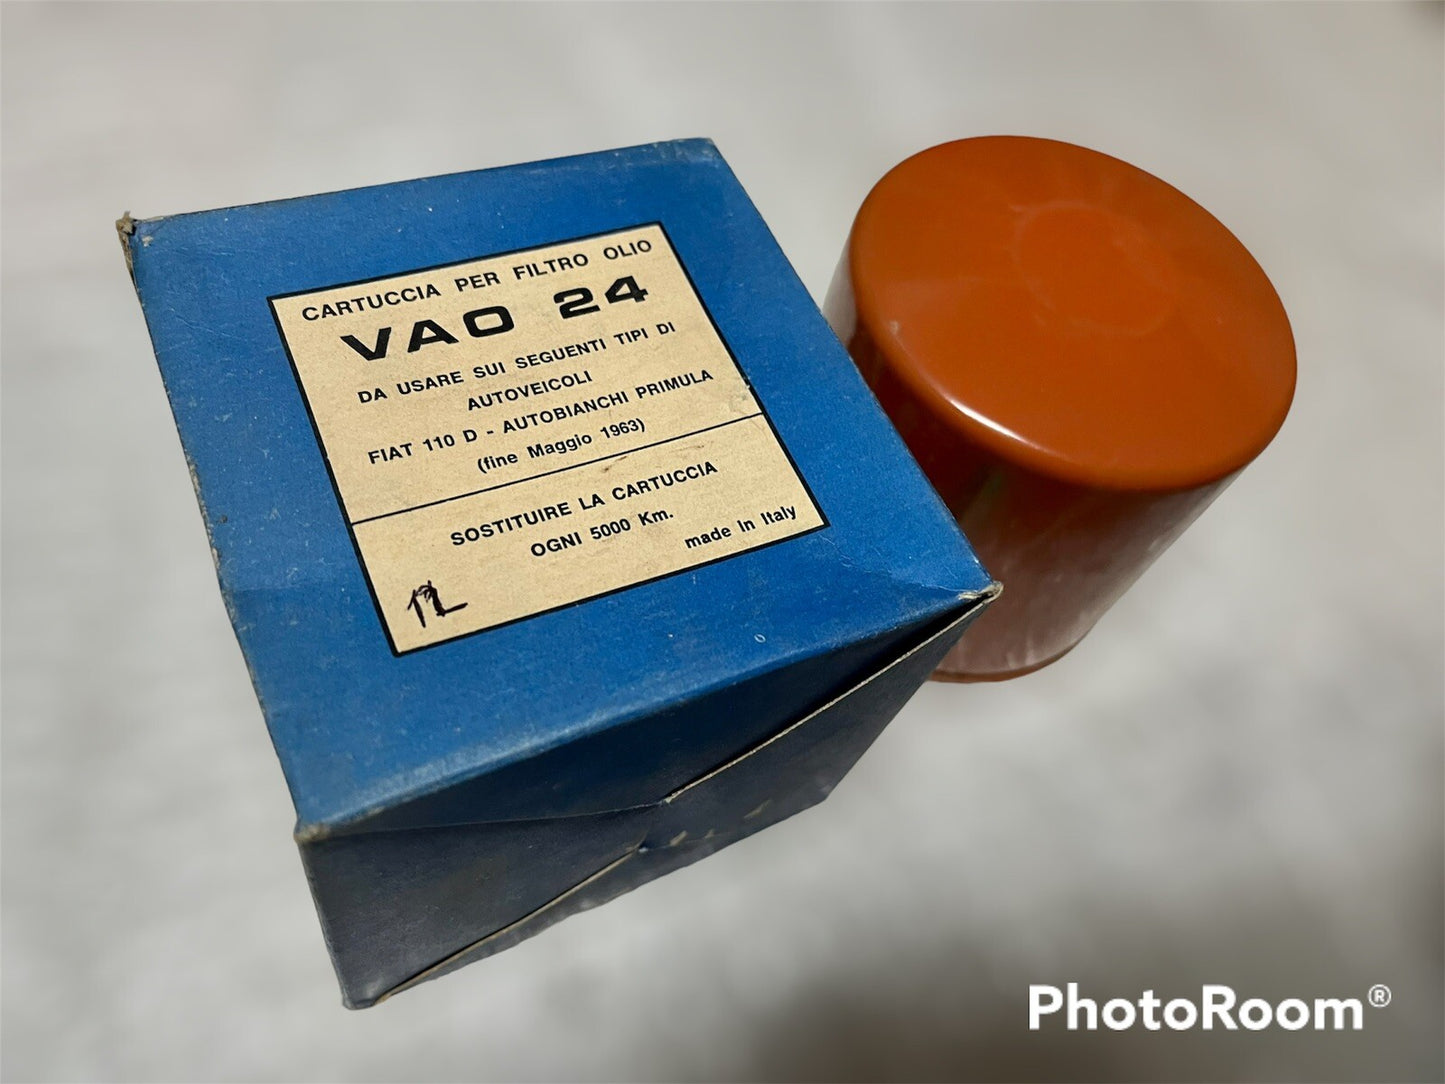 CARTUCCIA PER FILTRO OLIO
VAO 24
DA USARE SUI SEGUENTI TIPI DI
AUTOVEICOLI
FIAT 110 D - AUTOBIANCHI PRIMULA
(fine Maggio 1963)
SOSTITUIRE LA CARTUCCIA
OGNI 5000 Km.
made in Italy
PhotoRoom®